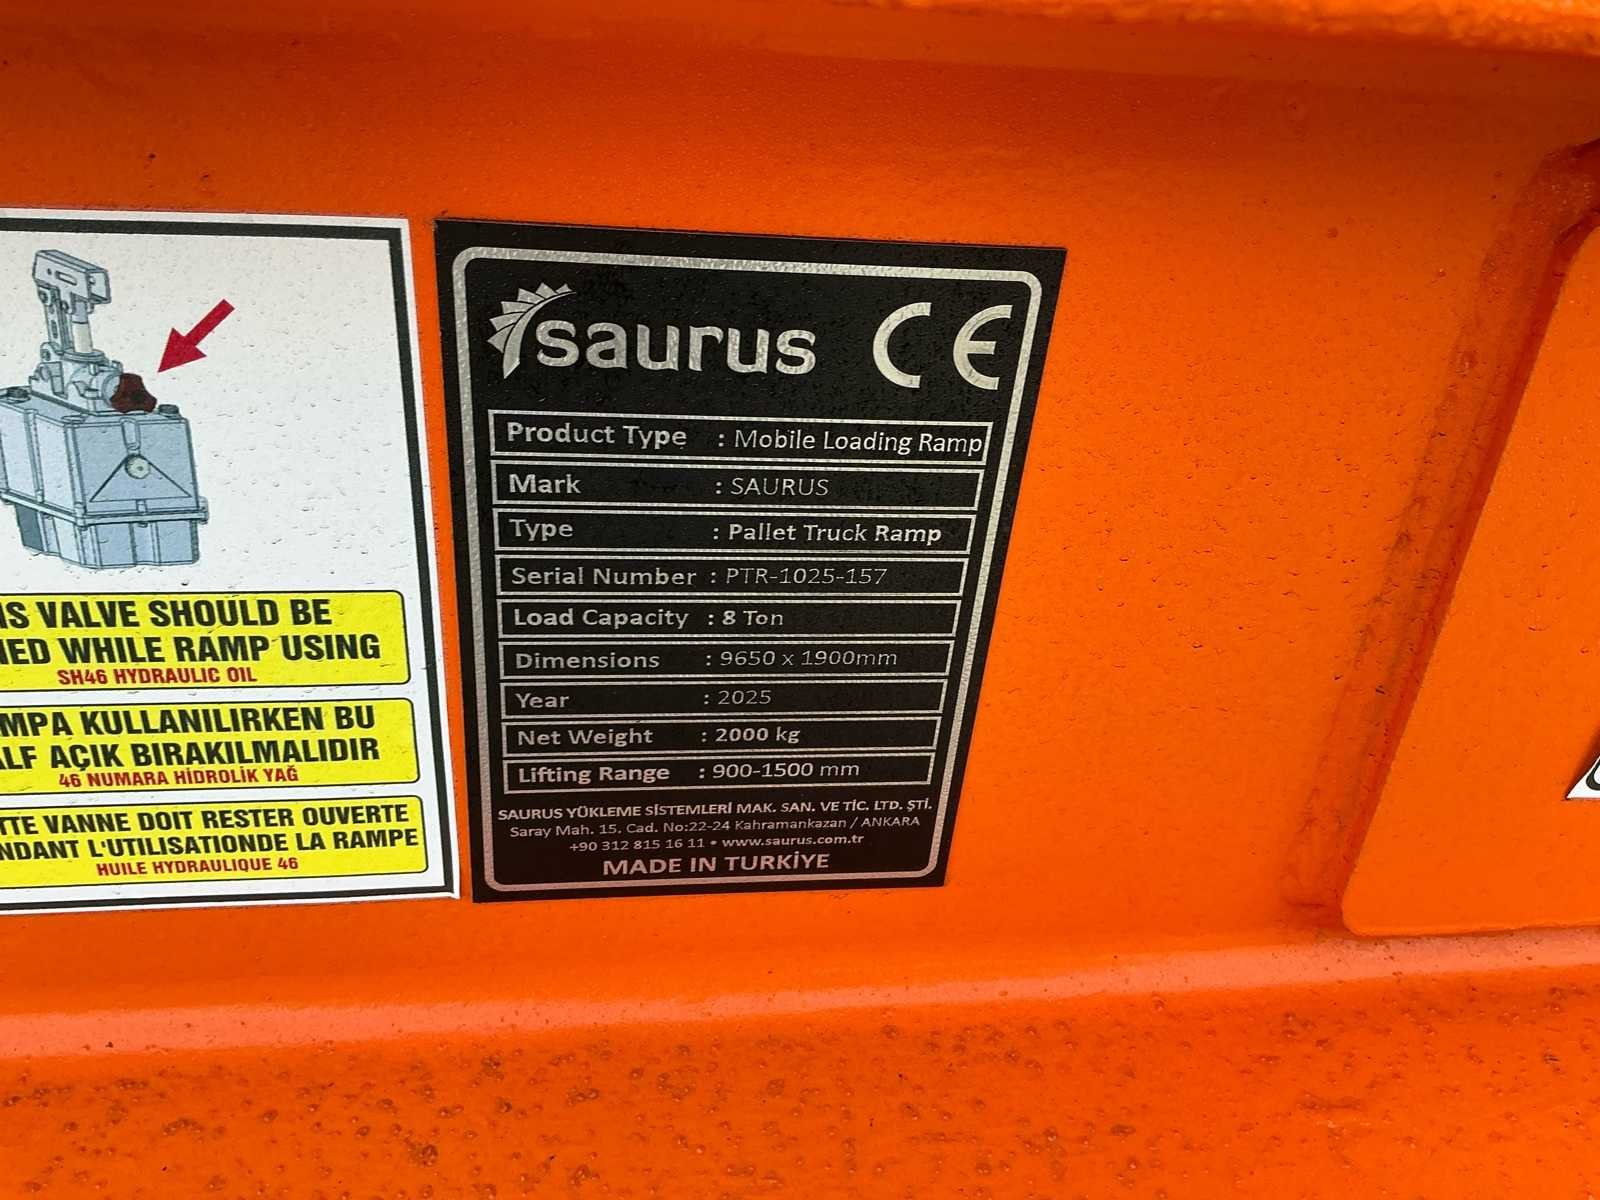 VALVE SHOULD BE
WHILE RAMP USING
SH46 HYDRAULIC OIL
KULLANILIRKEN BU
AÇIK BIRAKILMALIDIR
46 NUMARA HİDROLİK YAĞ
VANNE DOIT RESTER OUVERTE
L'UTILISATIONDE LA RAMPE
HUILE HYDRAULIQUE 46
saurus CE
Product Type : Mobile Loading Ramp
Mark : SAURUS
Type : Pallet Truck Ramp
Serial Number : PTR-1025-157
Load Capacity : 8 Ton
Dimensions : 9650 x 1900mm
Year : 2025
Net Weight : 2000 kg
Lifting Range : 900-1500 mm
SAURUS YÜKLEME SİSTEMLERİ MAK. SAN. VE TİC. LTD. ŞTİ.
Saray Mah. 15. Cad. No:22-24 Kahramankazan / ANKARA
+90 312 815 16 11 • www.saurus.com.tr
MADE IN TURKİYE